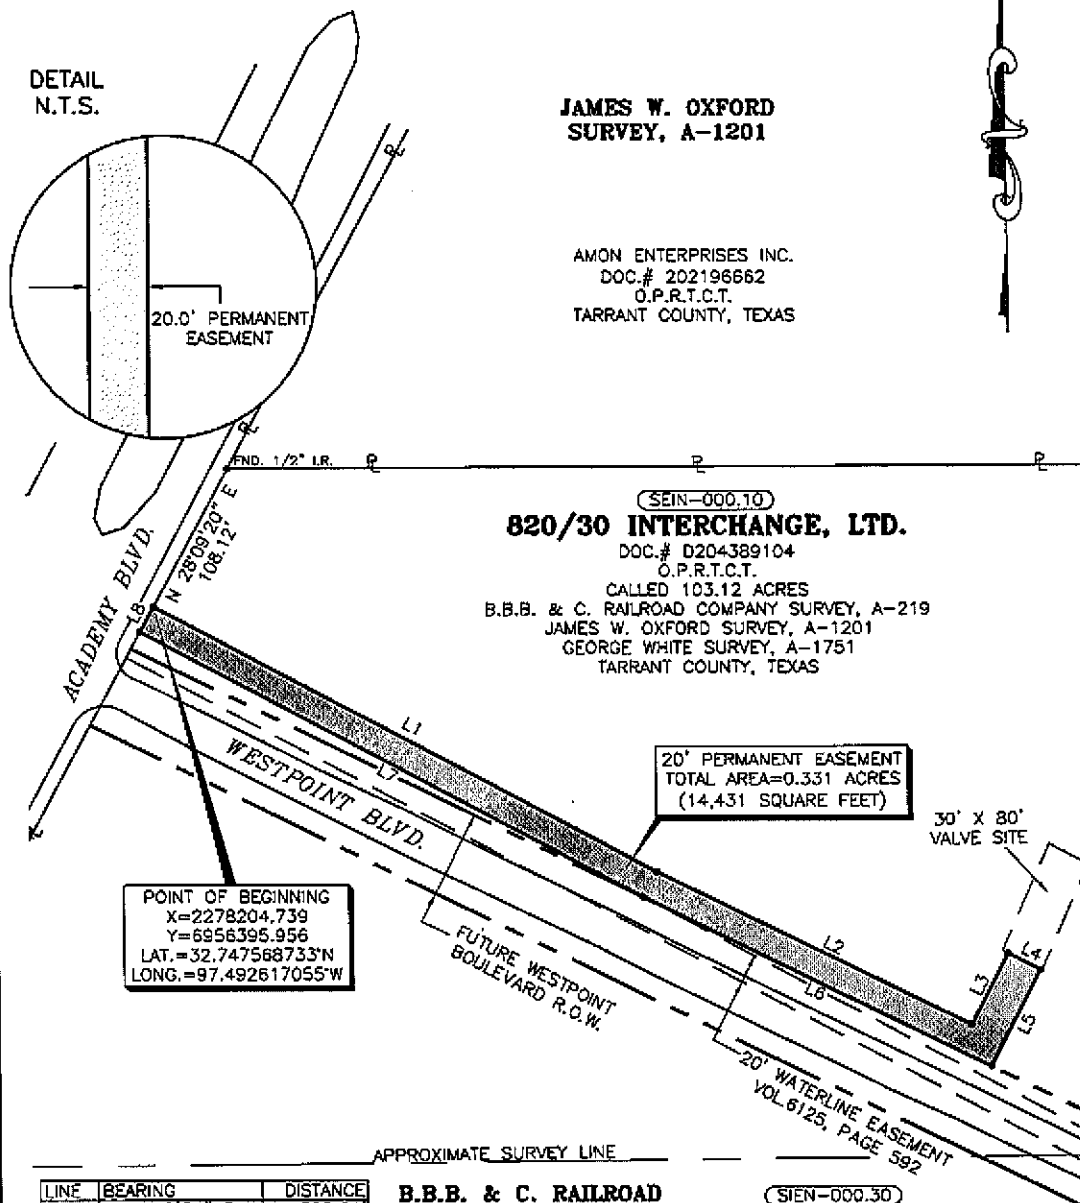 DETAIL
N.T.S.
JAMES W. OXFORD
SURVEY, A-1201
AMON ENTERPRISES INC.
DOC.# 202196662
O.P.R.T.C.T.
TARRANT COUNTY, TEXAS
20.0' PERMANENT
EASEMENT
FND. 1/2" I.R.
N 28°09'20" E
108.12'
ACADEMY BLVD.
L8
(SEIN-000.10)
820/30 INTERCHANGE, LTD.
DOC.# D204389104
O.P.R.T.C.T.
CALLED 103.12 ACRES
B.B.B. & C. RAILROAD COMPANY SURVEY, A-219
JAMES W. OXFORD SURVEY, A-1201
GEORGE WHITE SURVEY, A-1751
TARRANT COUNTY, TEXAS
L1
L7
WESTPOINT BLVD.
20' PERMANENT EASEMENT
TOTAL AREA=0.331 ACRES
(14,431 SQUARE FEET)
30' X 80'
VALVE SITE
POINT OF BEGINNING
X=2278204.739
Y=6956395.956
LAT.=32.747568733°N
LONG.=97.492617055°W
L2
L6
L3
L4
L5
FUTURE WESTPOINT
BOULEVARD R.O.W.
20' WATERLINE EASEMENT
VOL.6125, PAGE 592
APPROXIMATE SURVEY LINE
LINE BEARING DISTANCE
B.B.B. & C. RAILROAD
(SIEN-000.30)